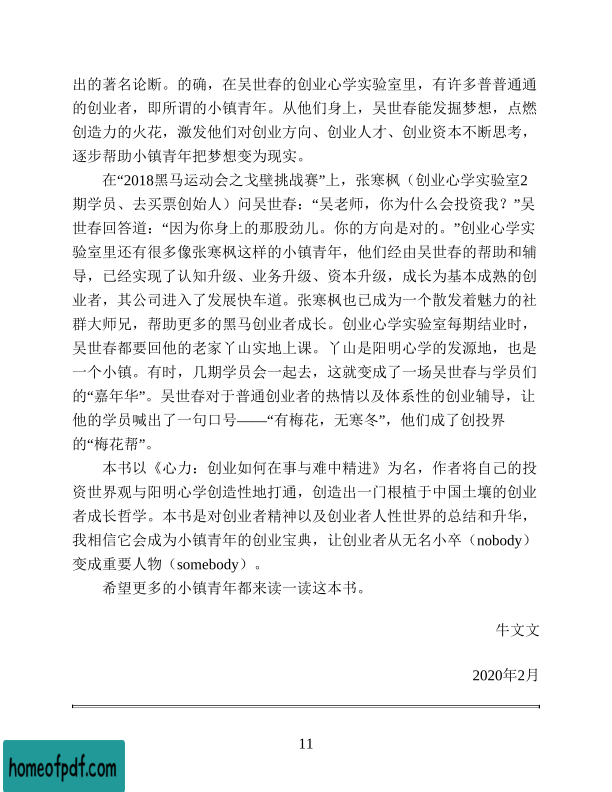 出的著名论断。的确，在吴世春的创业心学实验室里，有许多普普通通
的创业者，即所谓的小镇青年。从他们身上，吴世春能发掘梦想，点燃
创造力的火花，激发他们对创业方向、创业人才、创业资本不断思考，
逐步帮助小镇青年把梦想变为现实。
在“2018黑马运动会之戈壁挑战赛”上，张寒枫（创业心学实验室2
期学员、去买票创始人）问吴世春：“吴老师，你为什么会投资我？”吴
世春回答道：“因为你身上的那股劲儿。你的方向是对的。”创业心学实
验室里还有很多像张寒枫这样的小镇青年，他们经由吴世春的帮助和辅
导，已经实现了认知升级、业务升级、资本升级，成长为基本成熟的创
业者，其公司进入了发展快车道。张寒枫也已成为一个散发着魅力的社
群大师兄，帮助更多的黑马创业者成长。创业心学实验室每期结业时，
吴世春都要回他的老家丫山实地上课。丫山是阳明心学的发源地，也是
一个小镇。有时，几期学员会一起去，这就变成了一场吴世春与学员们
的“嘉年华”。吴世春对于普通创业者的热情以及体系性的创业辅导，让
他的学员喊出了一句口号——“有梅花，无寒冬”，他们成了创投界
的“梅花帮”。
本书以《心力：创业如何在事与难中精进》为名，作者将自己的投
资世界观与阳明心学创造性地打通，创造出一门根植于中国土壤的创业
者成长哲学。本书是对创业者精神以及创业者人性世界的总结和升华，
我相信它会成为小镇青年的创业宝典，让创业者从无名小卒（nobody）
变成重要人物（somebody）。
希望更多的小镇青年都来读一读这本书。
牛文文
2020年2月
11
homeofpdf.com